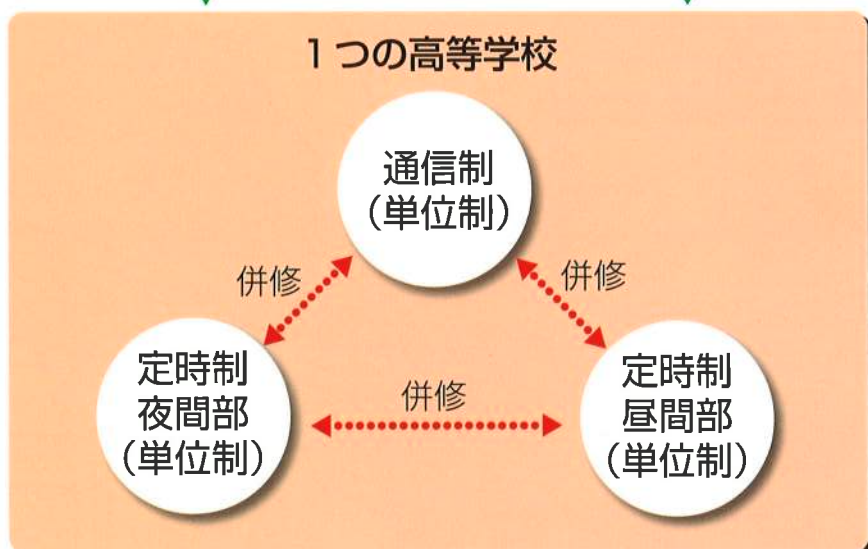 1つの高等学校
通信制
（単位制）
併修
併修
定時制
夜間部
（単位制）
併修
定時制
昼間部
（単位制）